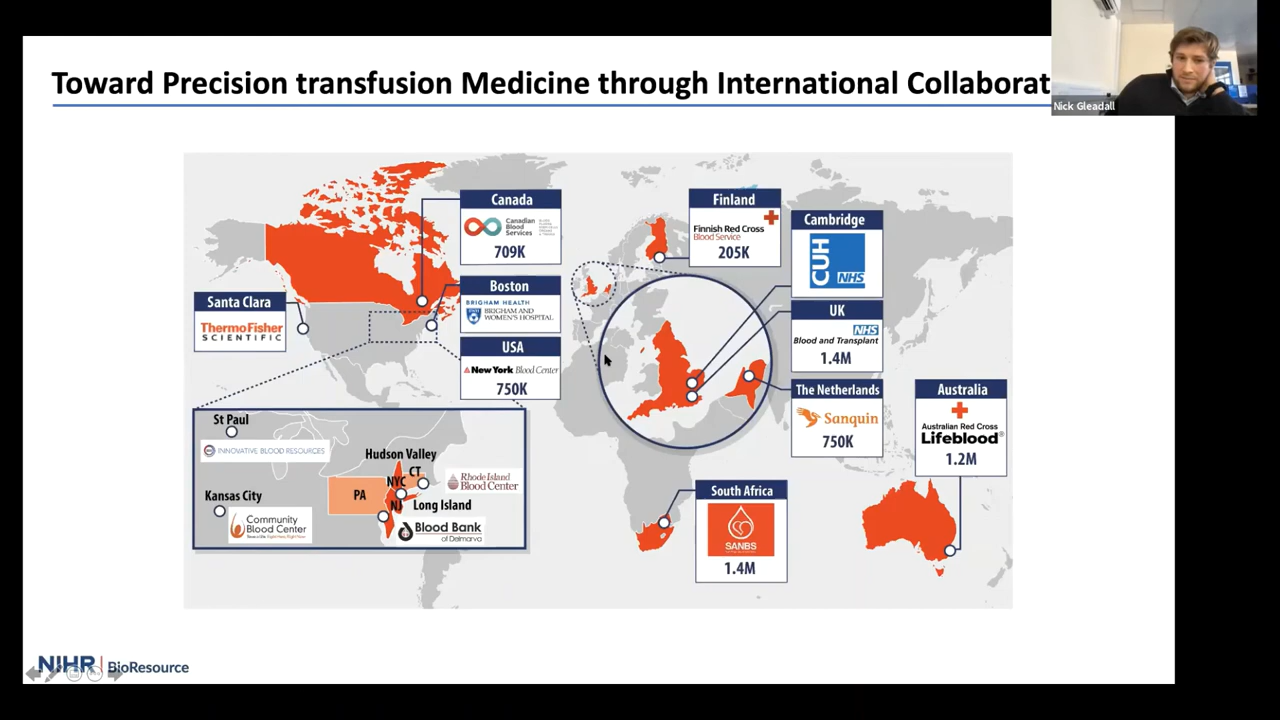 Toward Precision transfusion Medicine through International Collaborat
Nick Gleadall
Canada
Canadian
Blood
Services
709K
Boston
BRIGHAM HEALTH
BRIGHAM AND
WOMEN'S HOSPITAL
USA
New York Blood Center
750K
Santa Clara
ThermoFisher
SCIENTIFIC
Finland
Finnish Red Cross
Blood Service
205K
Cambridge
CUH
NHS
UK
NHS
Blood and Transplant
1.4M
The Netherlands
Sanquin
750K
Australia
Australian Red Cross
Lifeblood
1.2M
South Africa
SANBS
1.4M
St Paul
INNOVATIVE BLOOD RESOURCES
Kansas City
Community
Blood Center
Hudson Valley
CT
NYC
PA
NJ
Long Island
Rhode Island
Blood Center
Blood Bank
of Delmarva
NIHR | BioResource